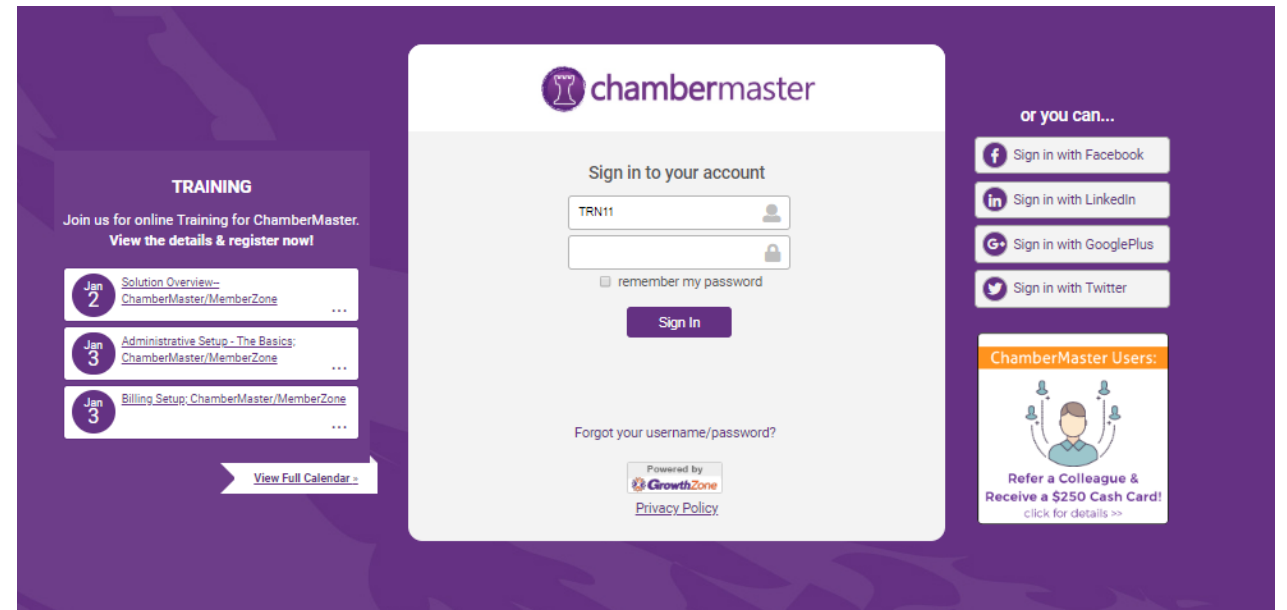 TRAINING
Join us for online Training for ChamberMaster.
View the details & register now!
Jan
2
Solution Overview--
ChamberMaster/MemberZone
...
Jan
3
Administrative Setup - The Basics;
ChamberMaster/MemberZone
...
Jan
3
Billing Setup; ChamberMaster/MemberZone
...
View Full Calendar »
chambermaster
Sign in to your account
TRN11
remember my password
Sign In
Forgot your username/password?
Powered by
GrowthZone
Privacy Policy
or you can...
Sign in with Facebook
Sign in with LinkedIn
G+ Sign in with GooglePlus
Sign in with Twitter
ChamberMaster Users:
Refer a Colleague &
Receive a $250 Cash Card!
click for details >>